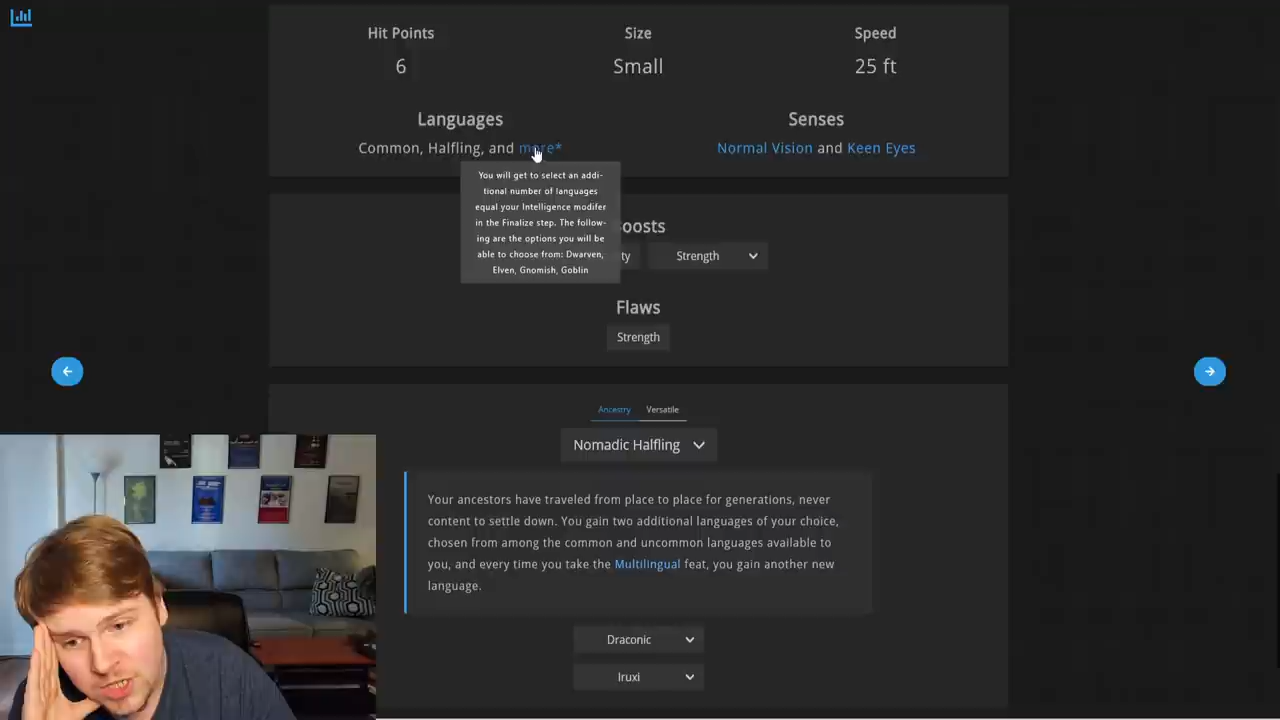 Hit Points
Size
Speed
6
Small
25 ft
Languages
Senses
Common, Halfling, and more*
Normal Vision and Keen Eyes
You will get to select an addi-
tional number of languages
equal your Intelligence modifer
in the Finalize step. The follow-
ing are the options you will be
able to choose from: Dwarven,
Elven, Gnomish, Goblin
oosts
ty
Strength
Flaws
Strength
Ancestry
Versatile
Nomadic Halfling
Your ancestors have traveled from place to place for generations, never
content to settle down. You gain two additional languages of your choice,
chosen from among the common and uncommon languages available to
you, and every time you take the Multilingual feat, you gain another new
language.
Draconic
Iruxi